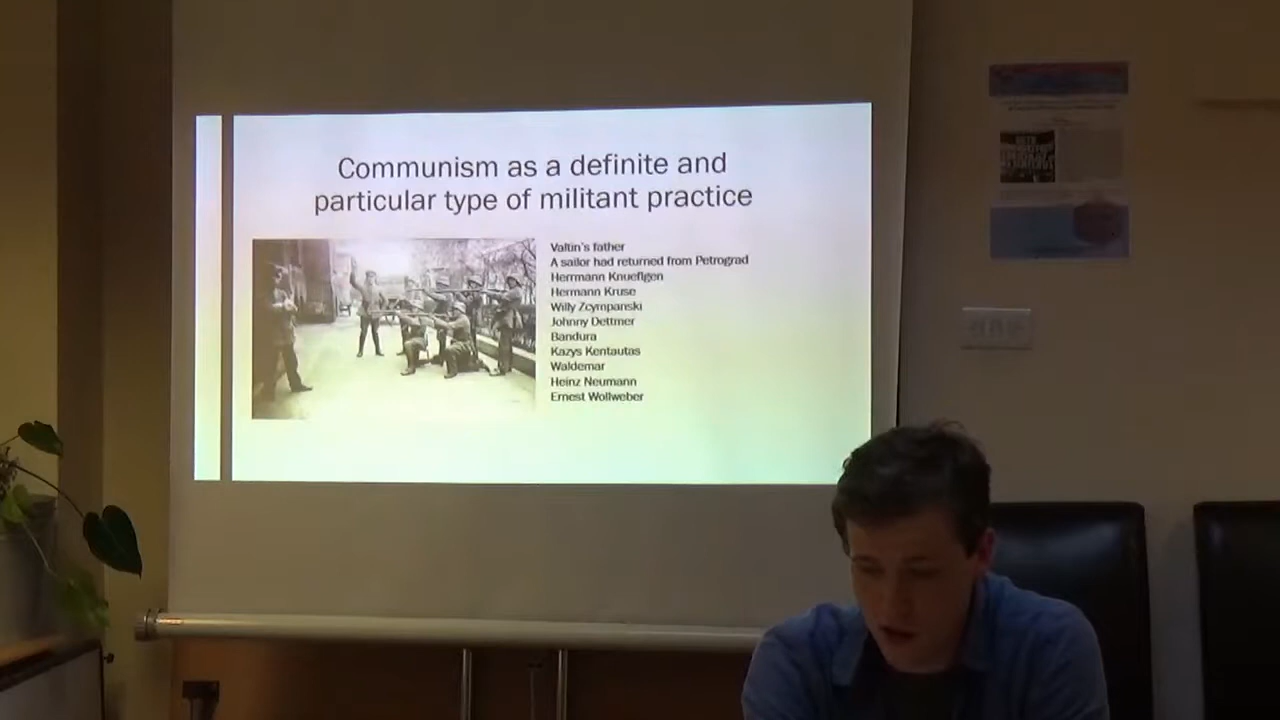 Communism as a definite and
particular type of militant practice
Valtin's father
A sailor had returned from Petrograd
Herrmann Knueflgen
Hermann Kruse
Willy Zcympanski
Johnny Dettmer
Bandura
Kazys Kentautas
Waldemar
Heinz Neumann
Ernest Wollweber